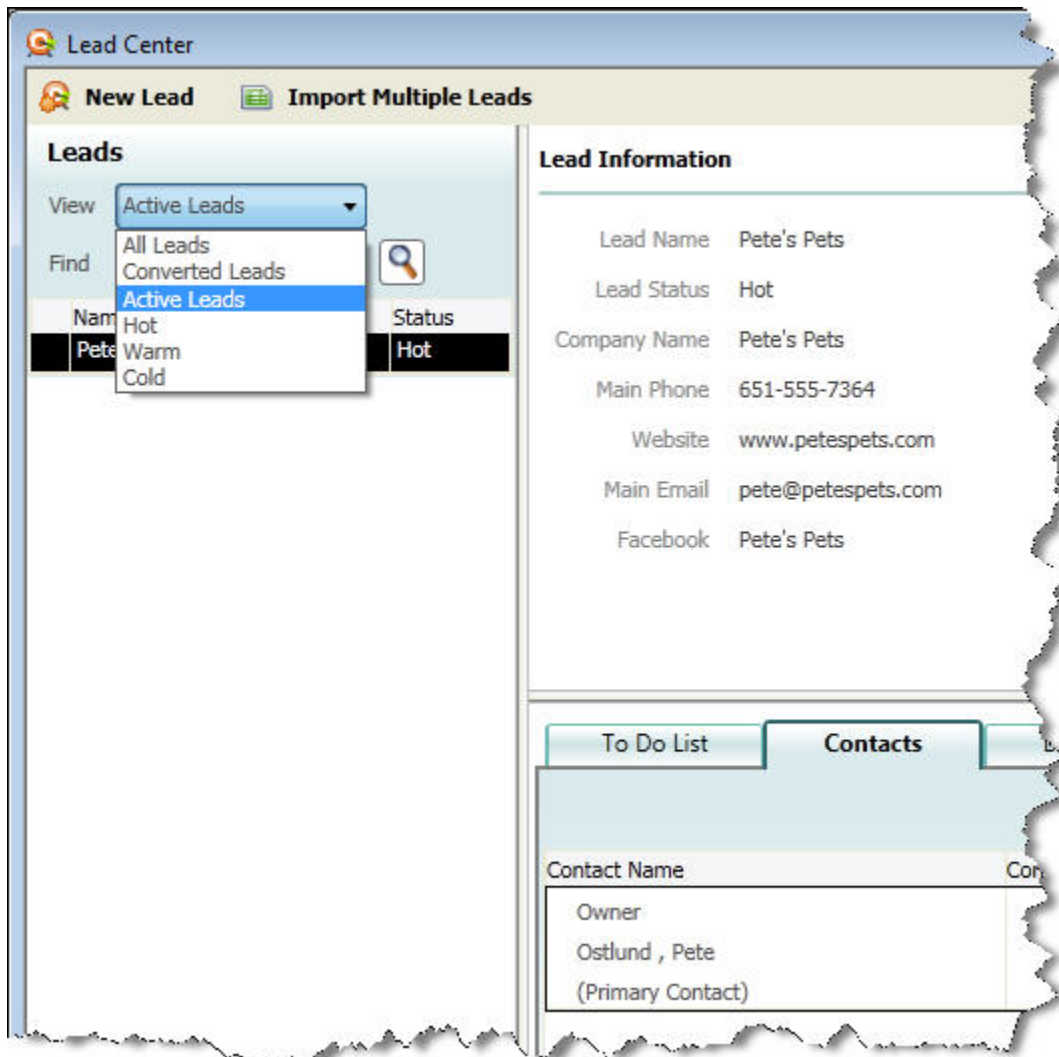 Lead Center
New Lead
Import Multiple Leads
Leads
View Active Leads
Find
All Leads
Converted Leads
Active Leads
Hot
Warm
Cold
Status
Hot
Lead Information
Lead Name Pete's Pets
Lead Status Hot
Company Name Pete's Pets
Main Phone 651-555-7364
Website www.petespets.com
Main Email pete@petespets.com
Facebook Pete's Pets
To Do List
Contacts
Contact Name
Owner
Ostlund , Pete
(Primary Contact)